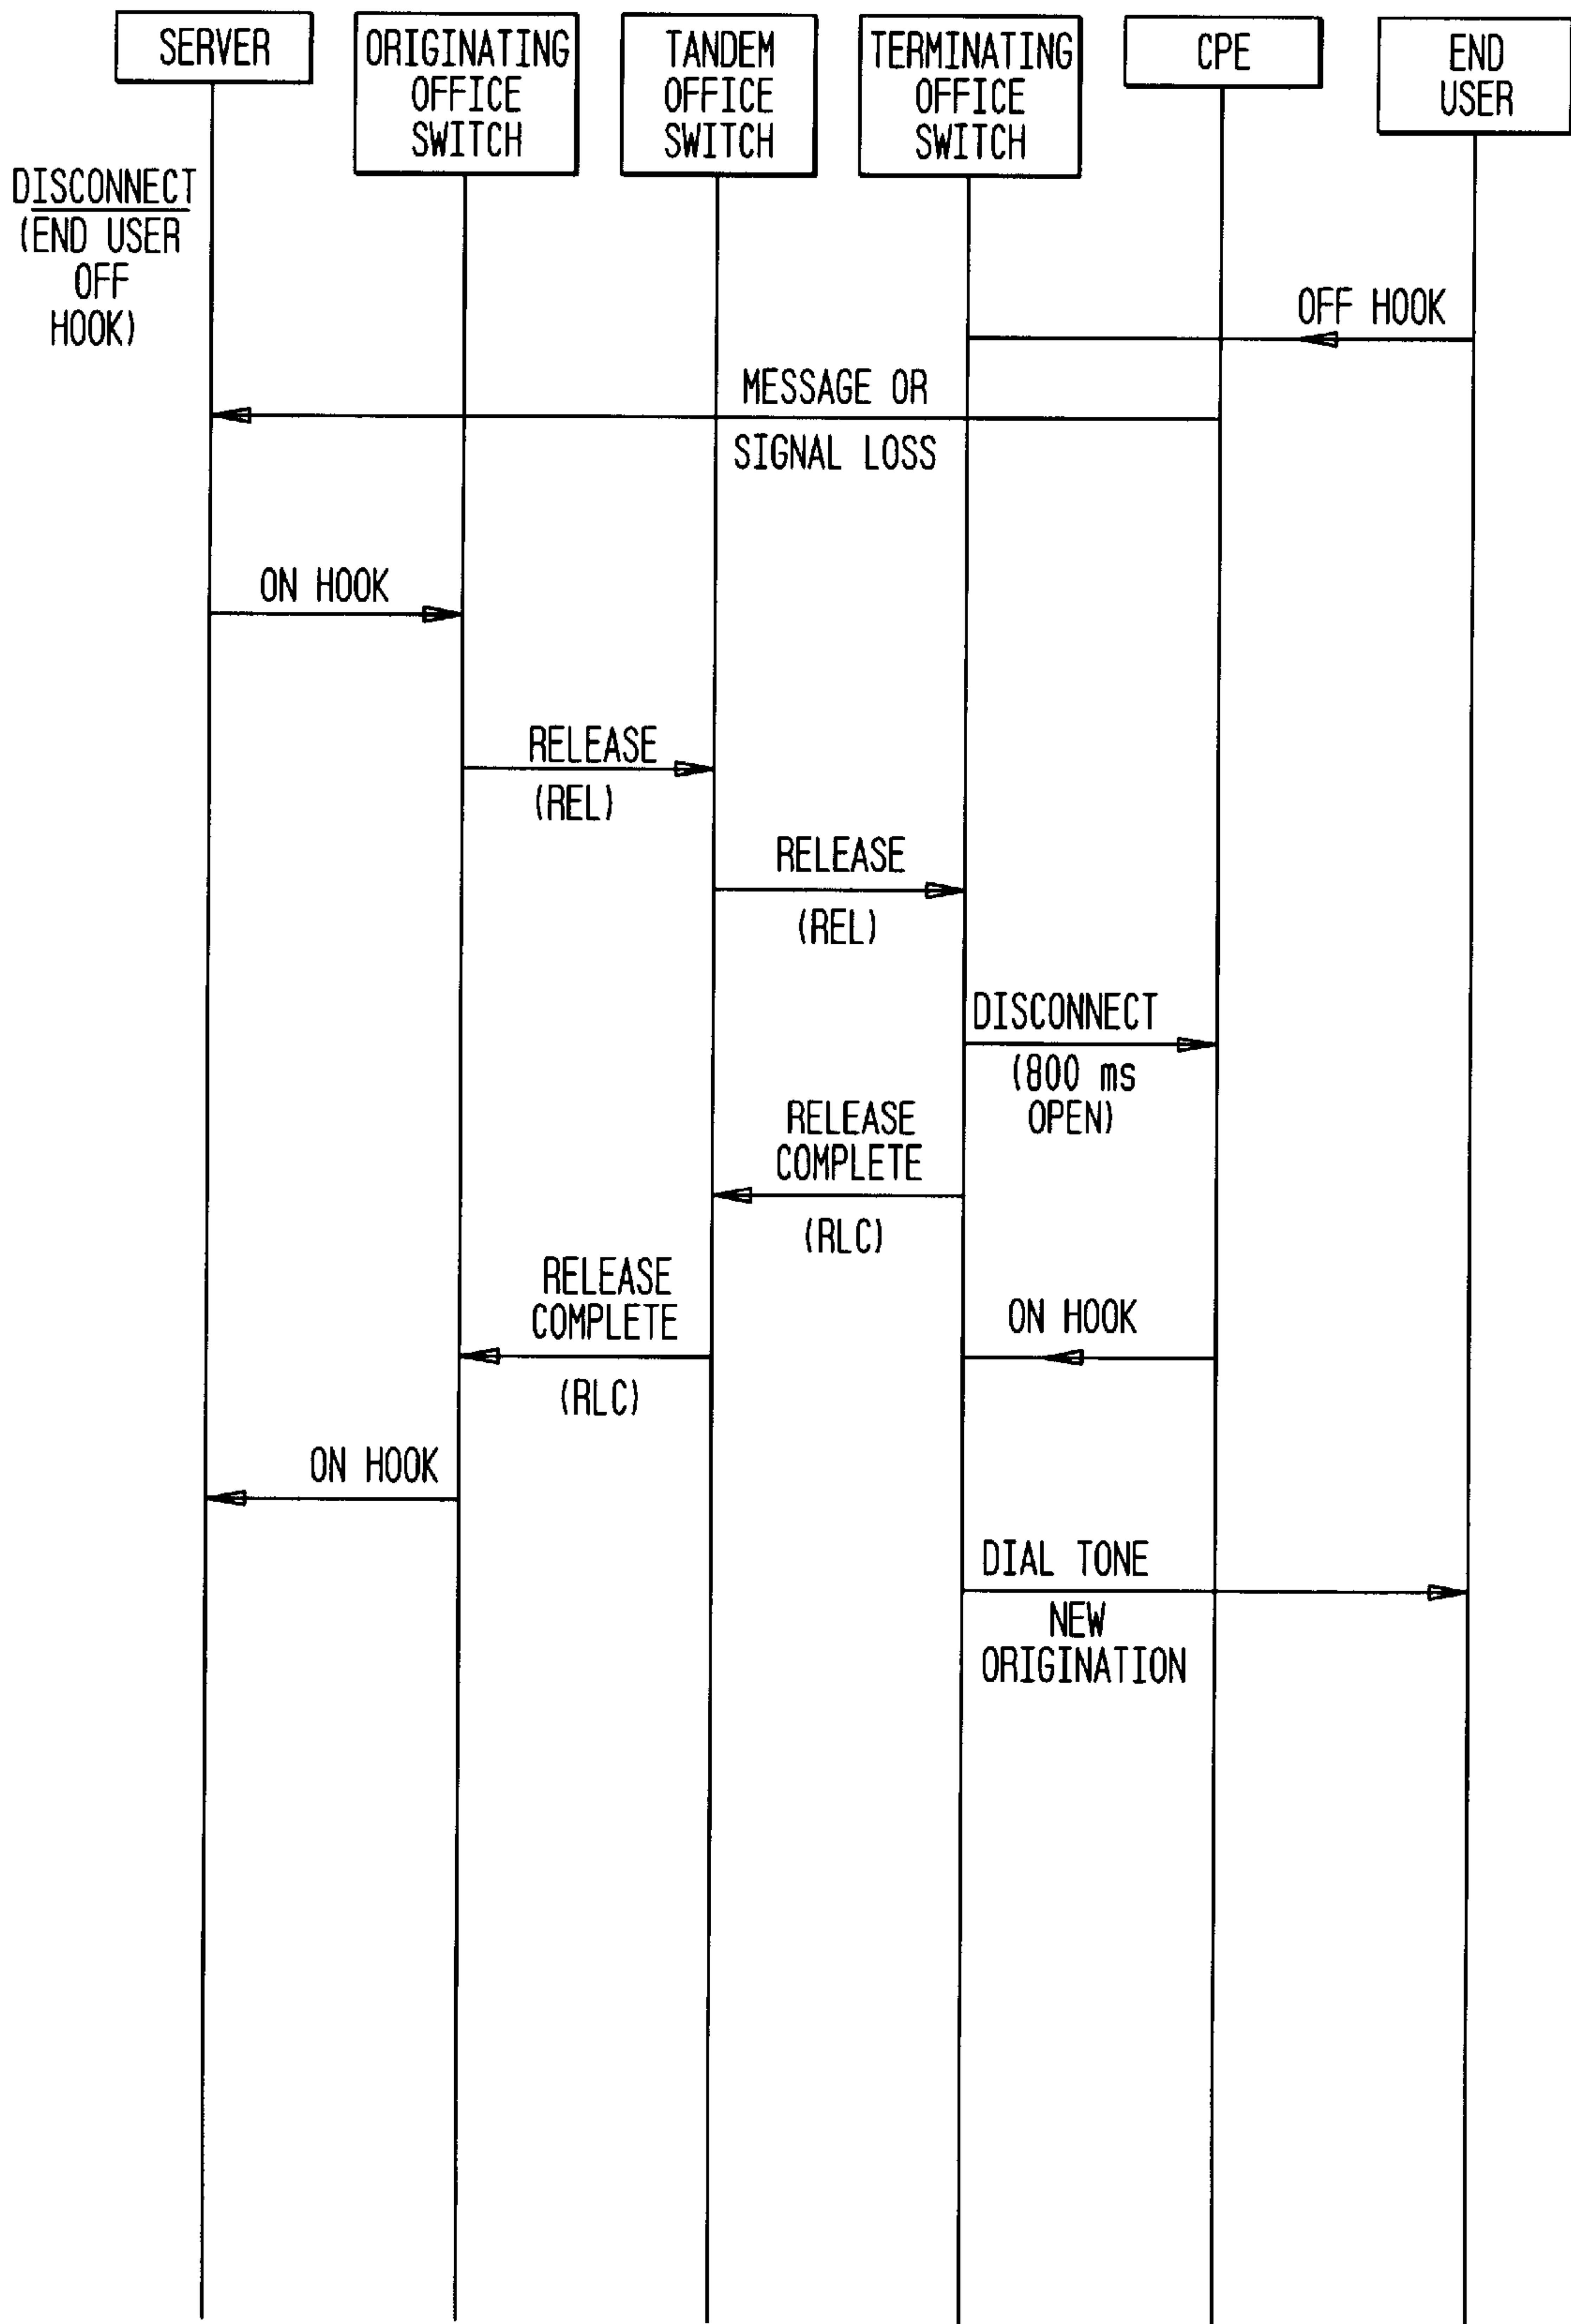 SERVER
ORIGINATING
OFFICE
SWITCH
TANDEM
OFFICE
SWITCH
TERMINATING
OFFICE
SWITCH
CPE
END
USER
DISCONNECT
(END USER
OFF
HOOK)
OFF HOOK
MESSAGE OR
SIGNAL LOSS
ON HOOK
RELEASE
(REL)
RELEASE
(REL)
DISCONNECT
(800 ms
OPEN)
RELEASE
COMPLETE
(RLC)
RELEASE
COMPLETE
(RLC)
ON HOOK
ON HOOK
DIAL TONE
NEW
ORIGINATION